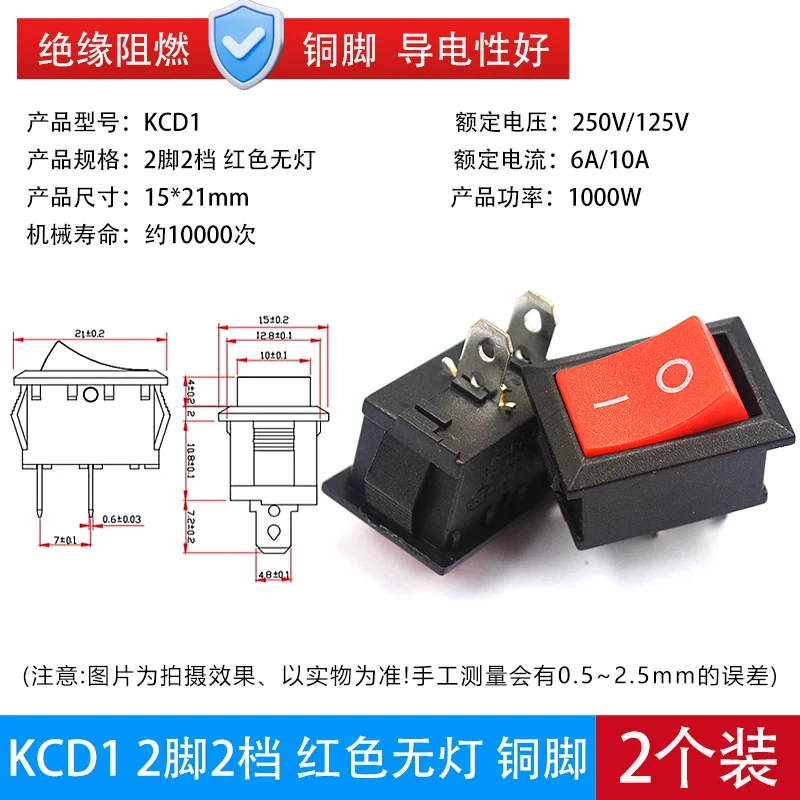 绝缘阻燃 铜脚 导电性好
产品型号：KCD1
额定电压：250V/125V
产品规格：2脚2档 红色无灯
额定电流：6A/10A
产品尺寸：15*21mm
产品功率：1000W
机械寿命：约10000次
21±0.2
15±0.2
12.8±0.1
10±0.1
4±0.2
2.2
10.8±0.1
7.2±0.2
0.6±0.03
7±0.1
4.8±0.1
— O
(注意:图片为拍摄效果、以实物为准!手工测量会有0.5~2.5mm的误差)
KCD1 2脚2档 红色无灯 铜脚
2个装